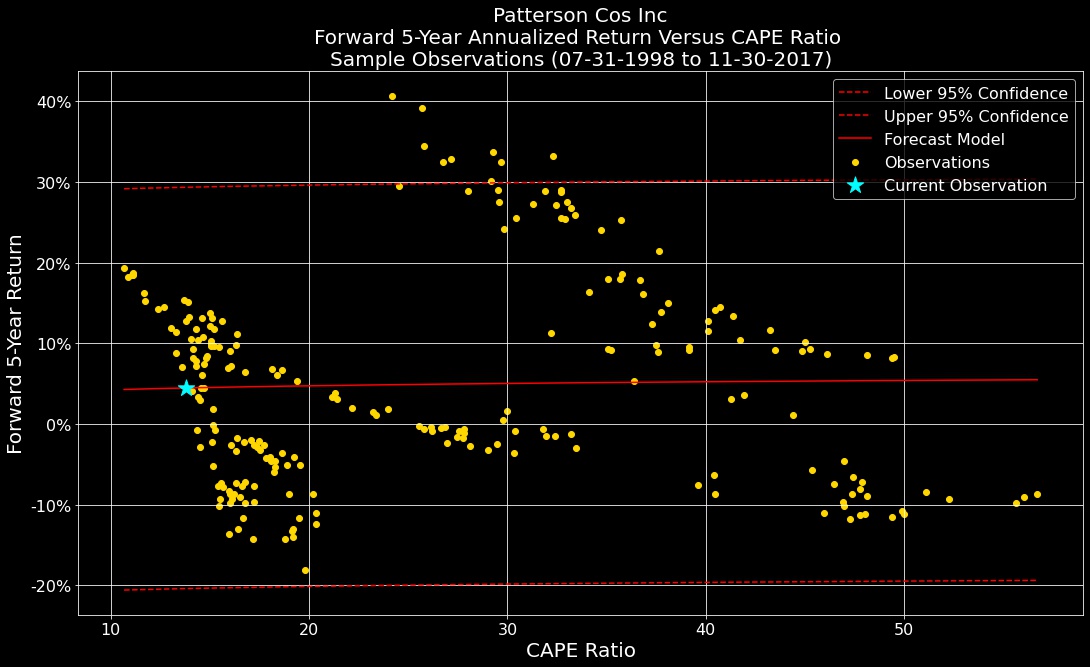 Patterson Cos Inc
Forward 5-Year Annualized Return Versus CAPE Ratio
Sample Observations (07-31-1998 to 11-30-2017)
Lower 95% Confidence
Upper 95% Confidence
Forecast Model
Observations
Current Observation
Forward 5-Year Return
40%
30%
20%
10%
0%
-10%
-20%
10
20
30
40
50
CAPE Ratio